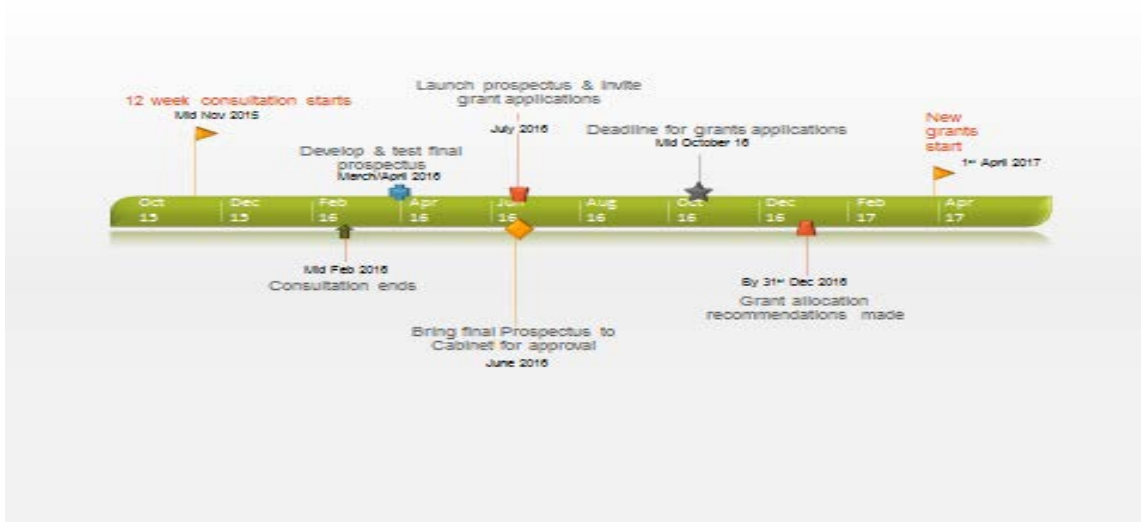 Launch prospectus & Invite
grant applications
July 2016
12 week consultation starts
Mid Nov 2015
Deadline for grants applications
Mid October 16
New
grants
start
1st April 2017
Develop & test final
prospectus
March/April 2016
Oct
15
Dec
15
Feb
16
Apr
16
Jun
16
Aug
16
Oct
16
Dec
16
Feb
17
Apr
17
Mid Feb 2016
Consultation ends
By 31st Dec 2016
Grant allocation
recommendations made
Bring final Prospectus to
Cabinet for approval
June 2016